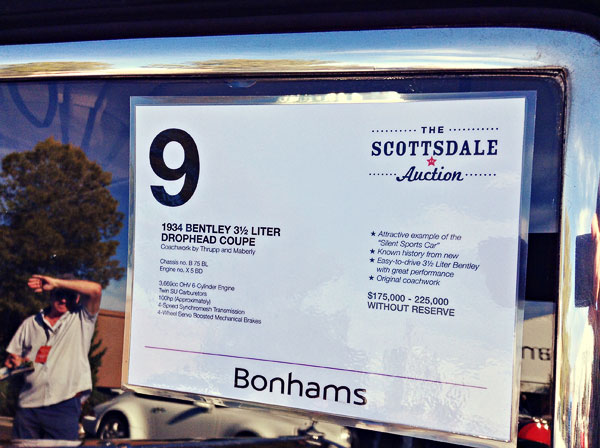 9
THE
SCOTTSDALE
Auction
1934 BENTLEY 3½ LITER
DROPHEAD COUPE
Coachwork by Thrupp and Maberly
Chassis no. B 75 BL
Engine no. X 5 BD
3,669cc OHV 6-Cylinder Engine
Twin SU Carburetors
100hp (Approximately)
4-Speed Synchromesh Transmission
4-Wheel Servo Boosted Mechanical Brakes
★ Attractive example of the
"Silent Sports Car"
★ Known history from new
★ Easy-to-drive 3½ Liter Bentley
with great performance
★ Original coachwork
$175,000 - 225,000
WITHOUT RESERVE
Bonhams